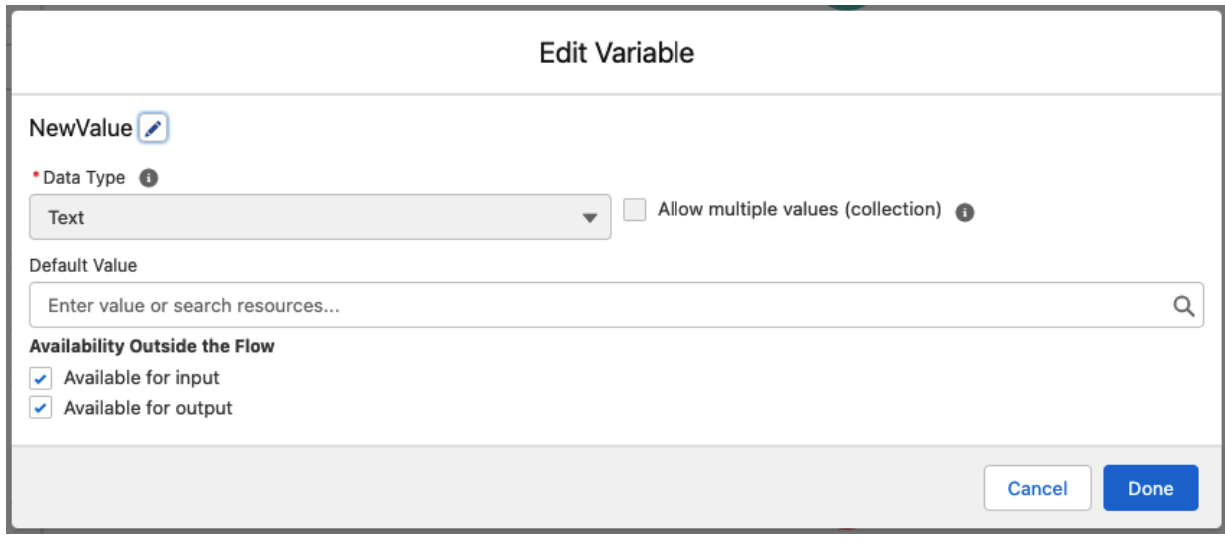 Edit Variable
NewValue
* Data Type
Text
Allow multiple values (collection)
Default Value
Enter value or search resources...
Availability Outside the Flow
Available for input
Available for output
Cancel
Done